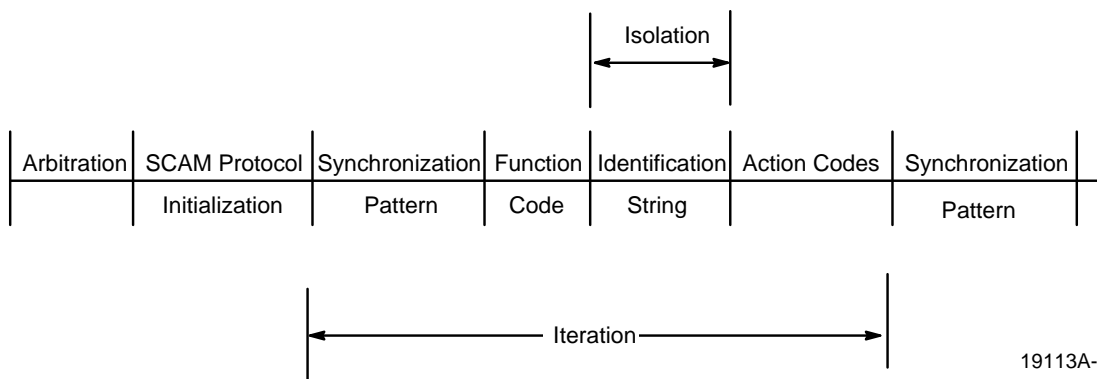 Isolation
Arbitration SCAM Protocol Synchronization Function Identification Action Codes Synchronization
Initialization Pattern Code String Pattern
Iteration
19113A-